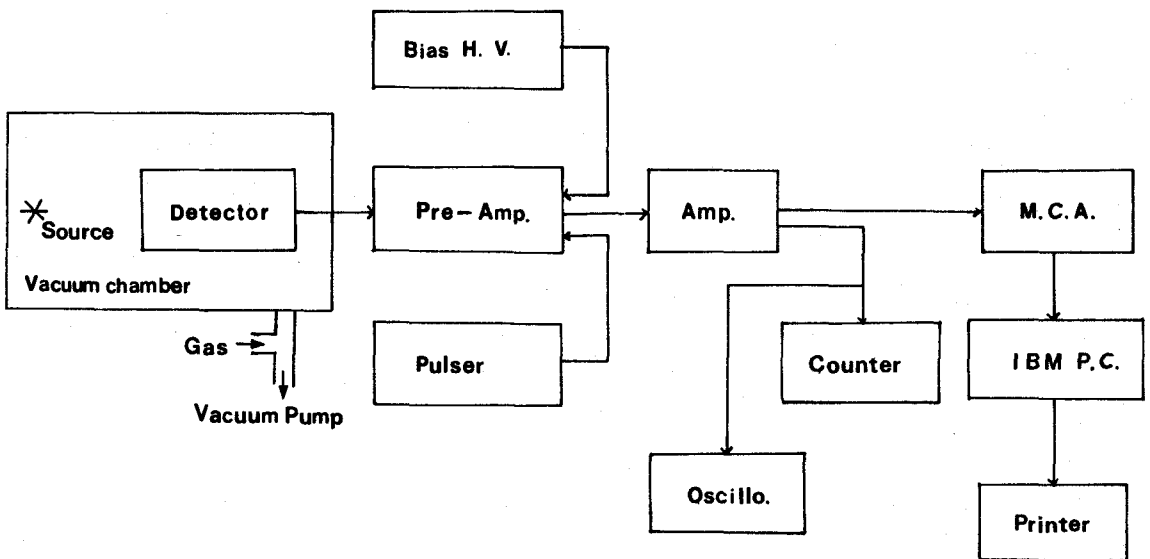 Bias H. V.
Detector
Source
Vacuum chamber
Pre-Amp.
Amp.
M.C.A.
Gas
Vacuum Pump
Pulser
Counter
IBM P.C.
Oscillo.
Printer